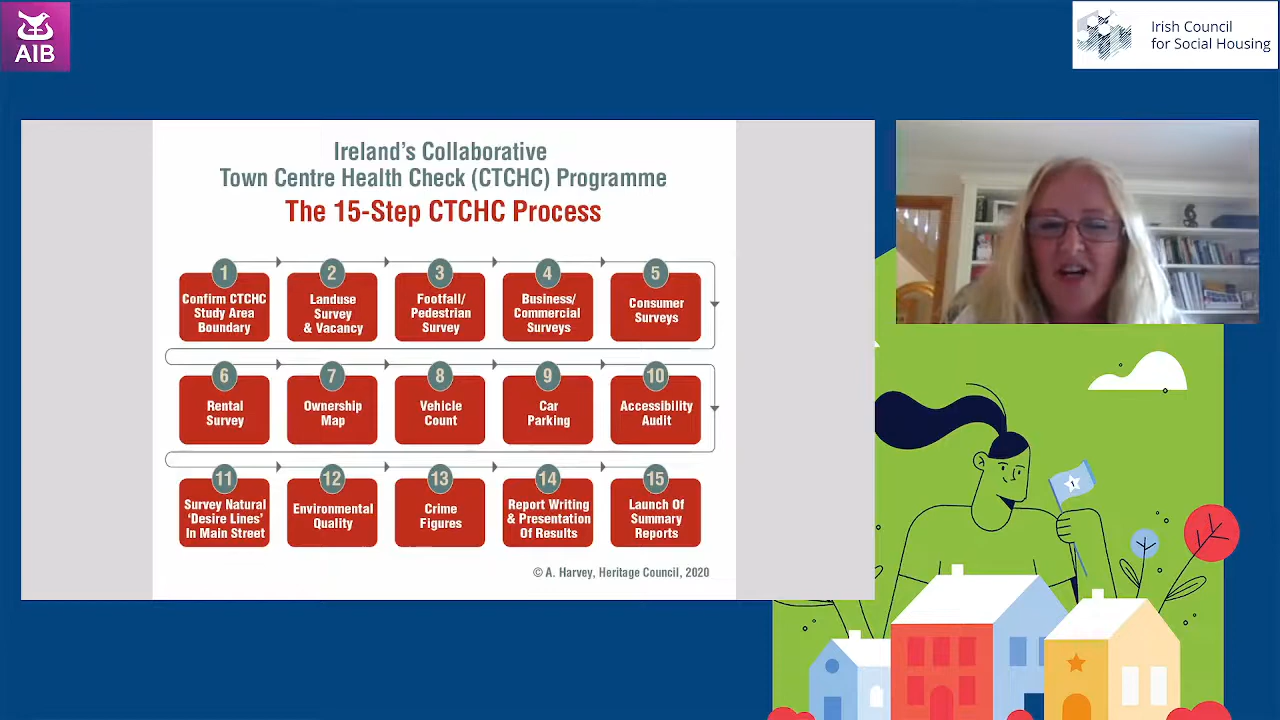 AIB
Irish Council
for Social Housing
Ireland's Collaborative
Town Centre Health Check (CTCHC) Programme
The 15-Step CTCHC Process
1
Confirm CTCHC
Study Area
Boundary
2
Landuse
Survey
& Vacancy
3
Footfall/
Pedestrian
Survey
4
Business/
Commercial
Surveys
5
Consumer
Surveys
6
Rental
Survey
7
Ownership
Map
8
Vehicle
Count
9
Car
Parking
10
Accessibility
Audit
11
Survey Natural
'Desire Lines'
In Main Street
12
Environmental
Quality
13
Crime
Figures
14
Report Writing
& Presentation
Of Results
15
Launch Of
Summary
Reports
© A. Harvey, Heritage Council, 2020
1